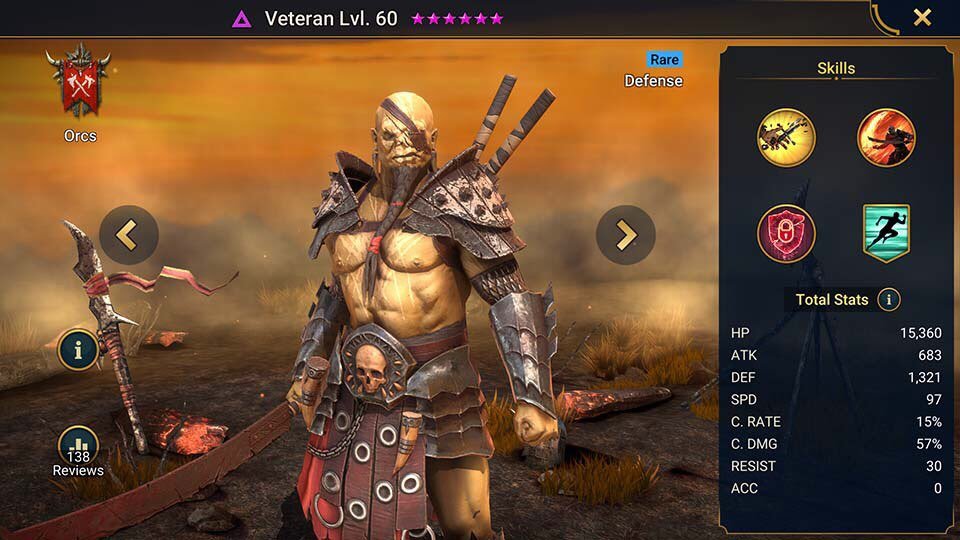 Veteran Lvl. 60
Orcs
Rare
Defense
Skills
Total Stats
HP 15,360
ATK 683
DEF 1,321
SPD 97
C. RATE 15%
C. DMG 57%
RESIST 30
ACC 0
138
Reviews